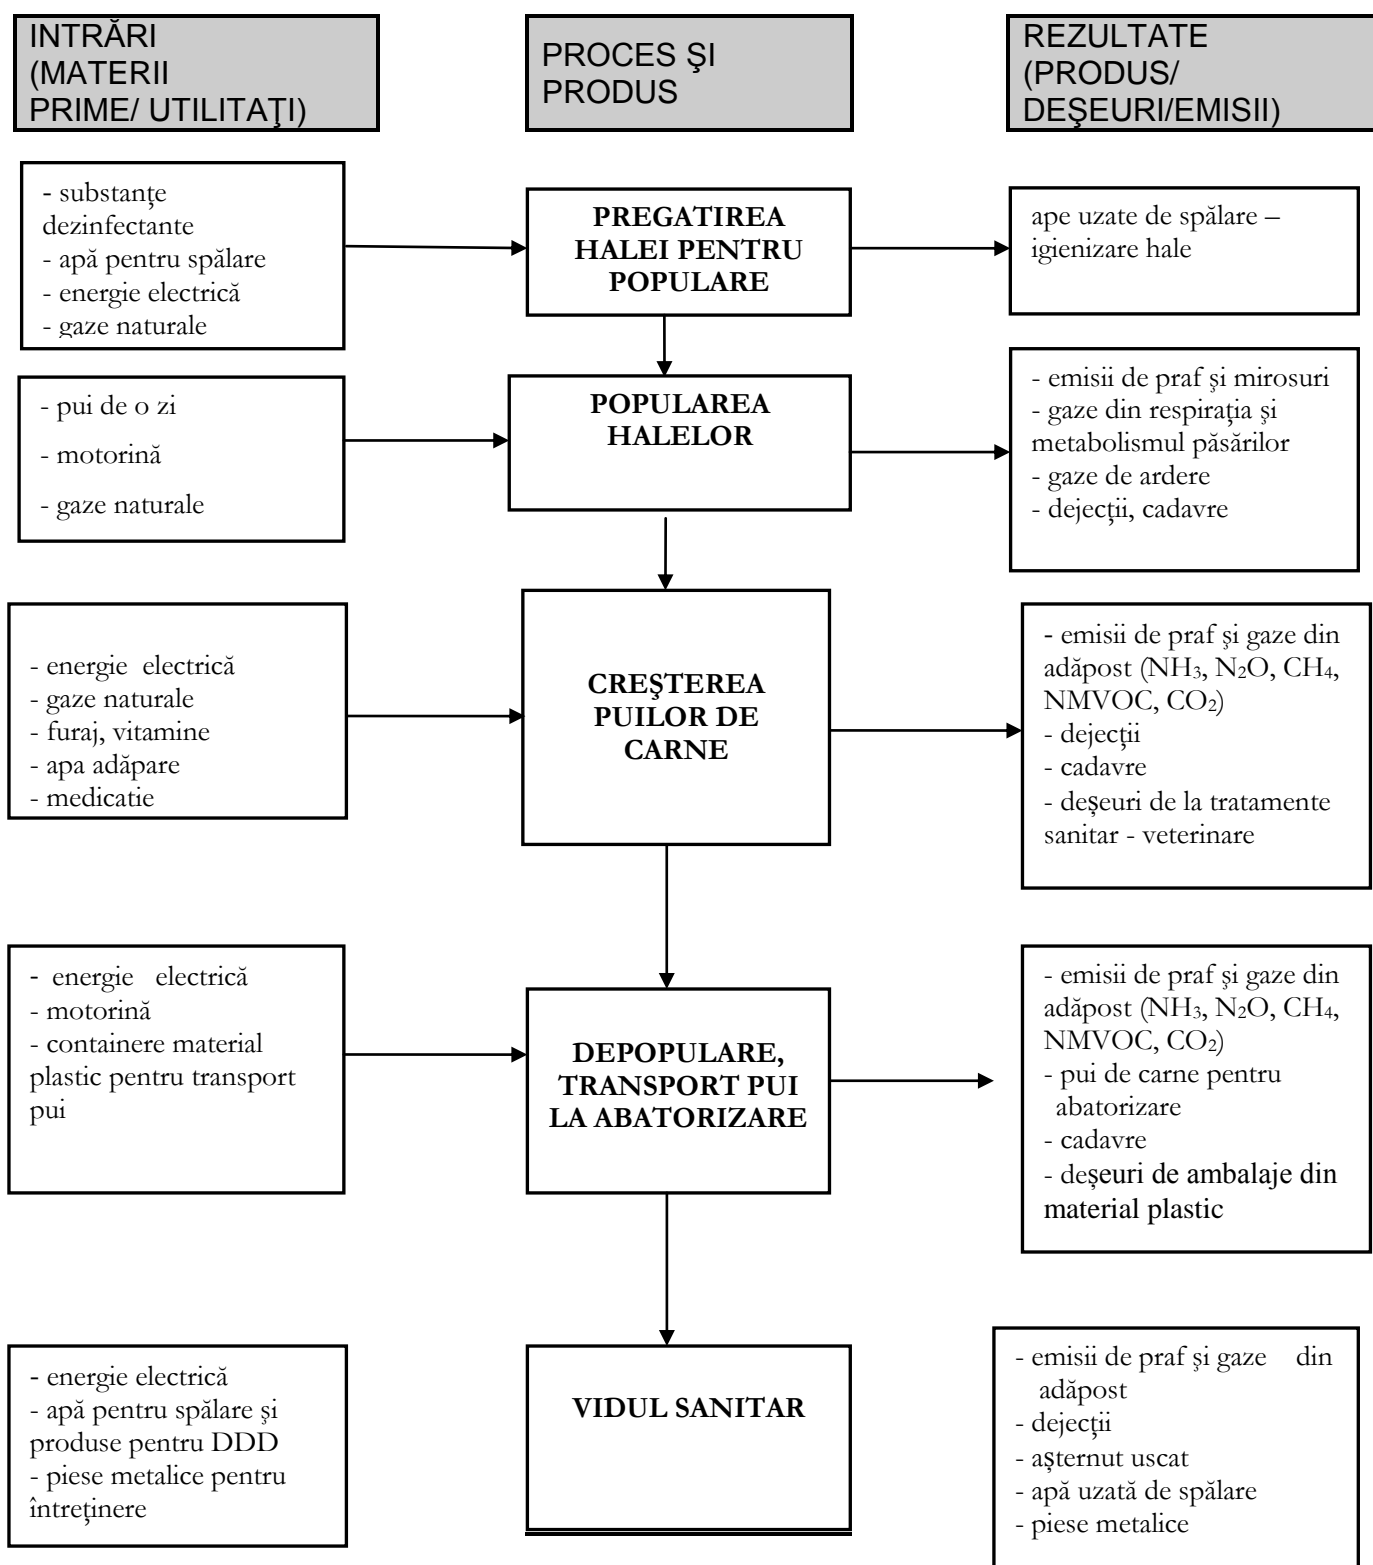 INTRĂRI
(MATERII
PRIME/ UTILITAŢI)
PROCES ŞI
PRODUS
REZULTATE
(PRODUS/
DEŞEURI/EMISII)
- substanțe
dezinfectante
- apă pentru spălare
- energie electrică
- gaze naturale
PREGATIREA
HALEI PENTRU
POPULARE
ape uzate de spălare –
igienizare hale
- pui de o zi
- motorină
- gaze naturale
POPULAREA
HALELOR
- emisii de praf şi mirosuri
- gaze din respiraţia şi
metabolismul păsărilor
- gaze de ardere
- dejecţii, cadavre
- energie electrică
- gaze naturale
- furaj, vitamine
- apa adăpare
- medicatie
CREŞTEREA
PUILOR DE
CARNE
- emisii de praf şi gaze din
adăpost (NH₃, N₂O, CH₄,
NMVOC, CO₂)
- dejecţii
- cadavre
- deșeuri de la tratamente
sanitar - veterinare
- energie electrică
- motorină
- containere material
plastic pentru transport
pui
DEPOPULARE,
TRANSPORT PUI
LA ABATORIZARE
- emisii de praf şi gaze din
adăpost (NH₃, N₂O, CH₄,
NMVOC, CO₂)
- pui de carne pentru
abatorizare
- cadavre
- deșeuri de ambalaje din
material plastic
- energie electrică
- apă pentru spălare şi
produse pentru DDD
- piese metalice pentru
întreţinere
VIDUL SANITAR
- emisii de praf şi gaze din
adăpost
- dejecţii
- așternut uscat
- apă uzată de spălare
- piese metalice